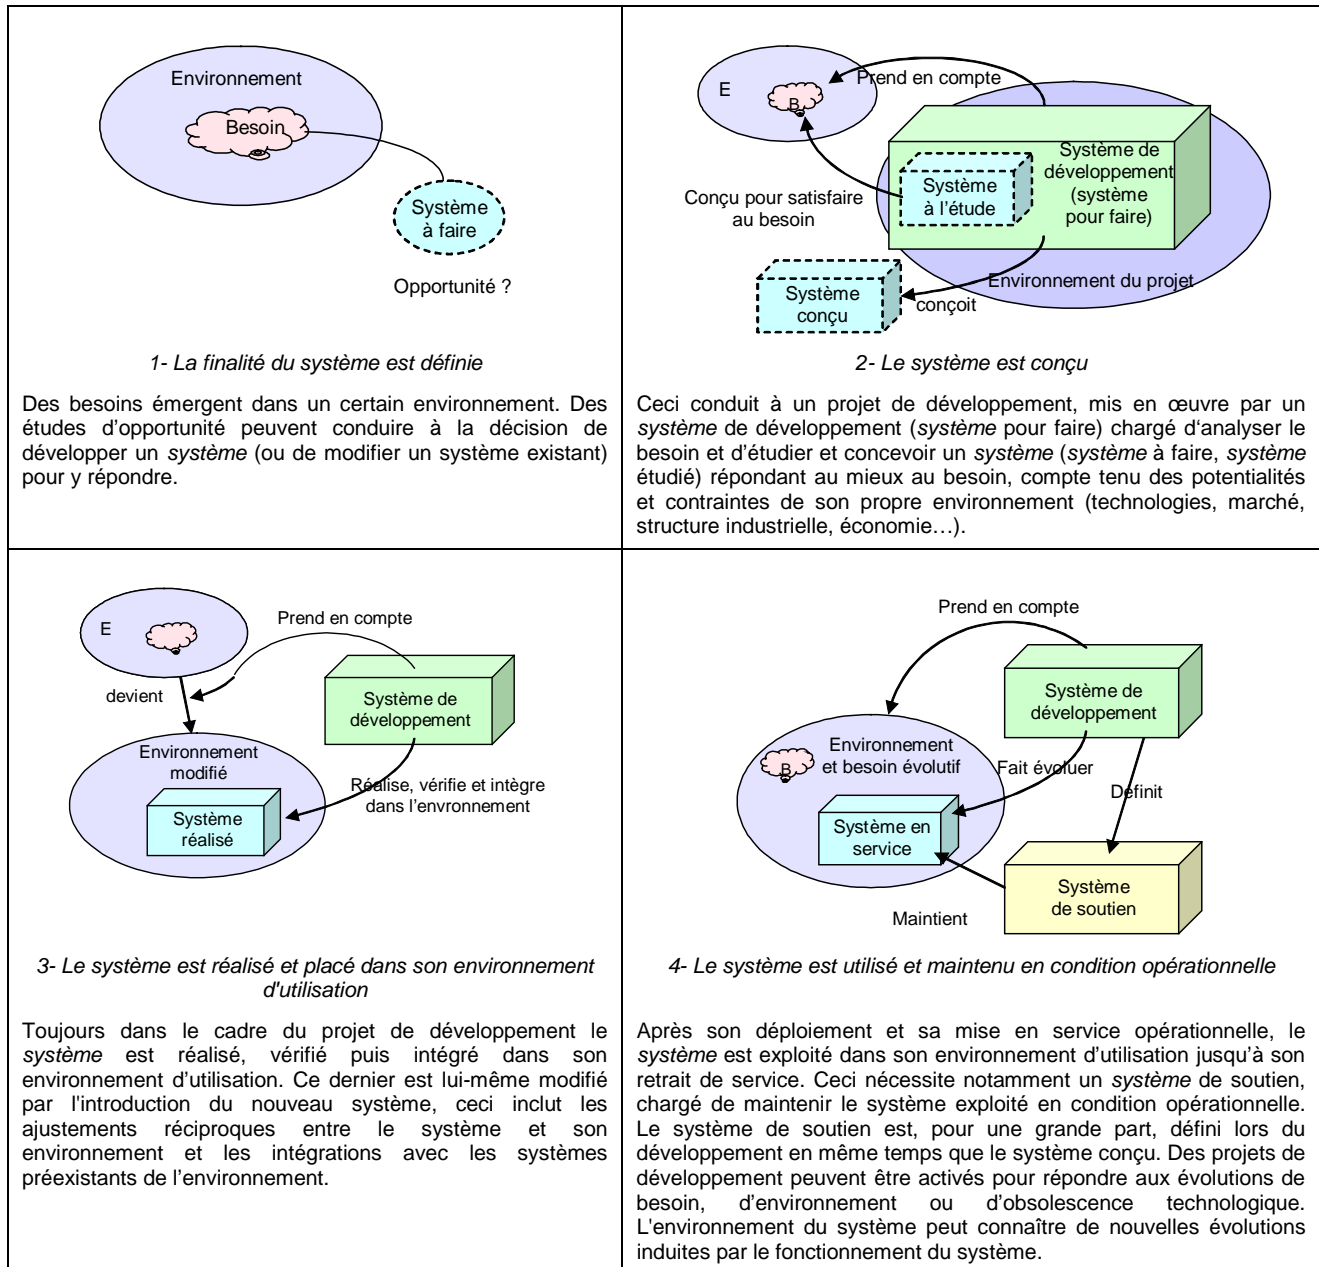 Environnement
Besoin
Système
à faire
Opportunité ?
1- La finalité du système est définie
Des besoins émergent dans un certain environnement. Des
études d’opportunité peuvent conduire à la décision de
développer un système (ou de modifier un système existant)
pour y répondre.
E
B
Prend en compte
Système de
développement
(système
pour faire)
Système
à l’étude
Conçu pour satisfaire
au besoin
Environnement du projet
Système
conçu
conçoit
2- Le système est conçu
Ceci conduit à un projet de développement, mis en œuvre par un
système de développement (système pour faire) chargé d‘analyser le
besoin et d’étudier et concevoir un système (système à faire, système
étudié) répondant au mieux au besoin, compte tenu des potentialités
et contraintes de son propre environnement (technologies, marché,
structure industrielle, économie…).
E
Prend en compte
devient
Système de
développement
Environnement
modifié
Réalise, vérifie et intègre
dans l’envronnement
Système
réalisé
3- Le système est réalisé et placé dans son environnement
d'utilisation
Toujours dans le cadre du projet de développement le
système est réalisé, vérifié puis intégré dans son
environnement d’utilisation. Ce dernier est lui-même modifié
par l'introduction du nouveau système, ceci inclut les
ajustements réciproques entre le système et son
environnement et les intégrations avec les systèmes
préexistants de l’environnement.
Prend en compte
Système de
développement
Environnement
et besoin évolutif
B
Fait évoluer
Définit
Système en
service
Système
de soutien
Maintient
4- Le système est utilisé et maintenu en condition opérationnelle
Après son déploiement et sa mise en service opérationnelle, le
système est exploité dans son environnement d’utilisation jusqu’à son
retrait de service. Ceci nécessite notamment un système de soutien,
chargé de maintenir le système exploité en condition opérationnelle.
Le système de soutien est, pour une grande part, défini lors du
développement en même temps que le système conçu. Des projets de
développement peuvent être activés pour répondre aux évolutions de
besoin, d’environnement ou d’obsolescence technologique.
L'environnement du système peut connaître de nouvelles évolutions
induites par le fonctionnement du système.